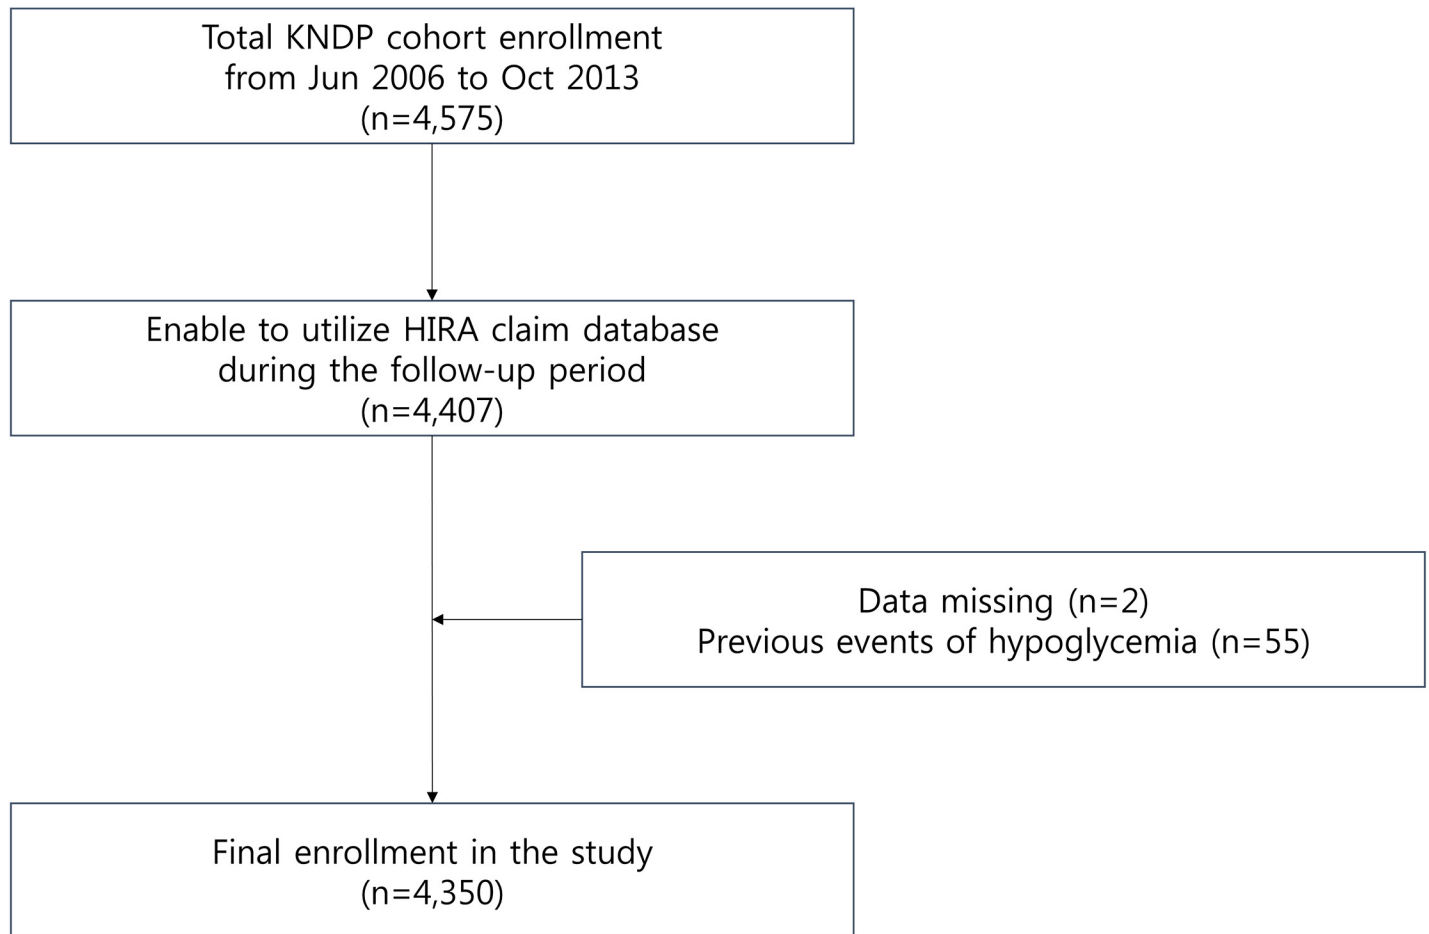 Total KNDP cohort enrollment
from Jun 2006 to Oct 2013
(n=4,575)
Enable to utilize HIRA claim database
during the follow-up period
(n=4,407)
Data missing (n=2)
Previous events of hypoglycemia (n=55)
Final enrollment in the study
(n=4,350)